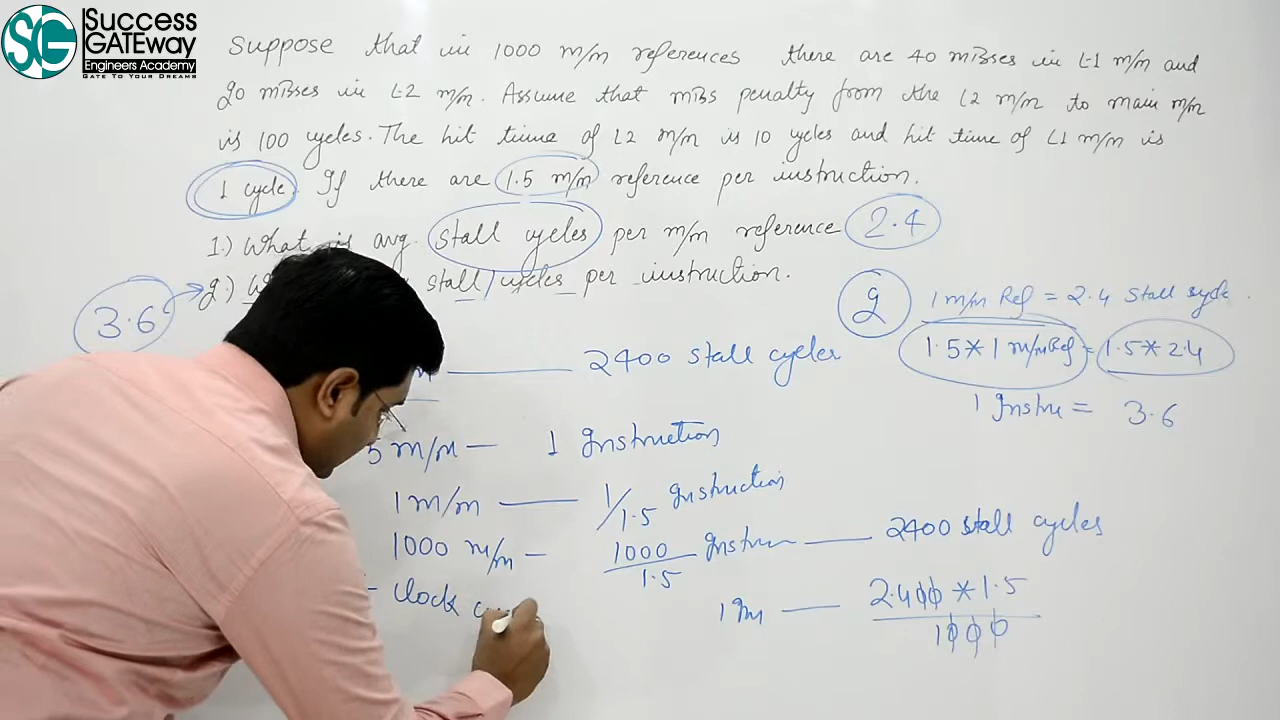 SG Success GATEway
Engineers Academy
GATE TO YOUR DREAMS
Suppose that in 1000 m/m references there are 40 misses in L1 m/m and
20 misses in L2 m/m. Assume that miss penalty from the L2 m/m to main m/m
is 100 cycles. The hit time of L2 m/m is 10 cycles and hit time of L1 m/m is
1 cycle. If there are 1.5 m/m reference per instruction.
1.) What is avg. stall cycles per m/m reference 2.4
3.6 2.) stall cycles per instruction.
2 1 m/m Ref = 2.4 stall cycle.
2400 stall cycles
1.5 * 1 m/m Ref = 1.5 * 2.4
1 Instru = 3.6
5 m/m — 1 Instruction
1 m/m — 1/1.5 Instruction
1000 m/m — 1000/1.5 Instru — 2400 stall cycles
- clock
1 In — 2400 * 1.5
1000